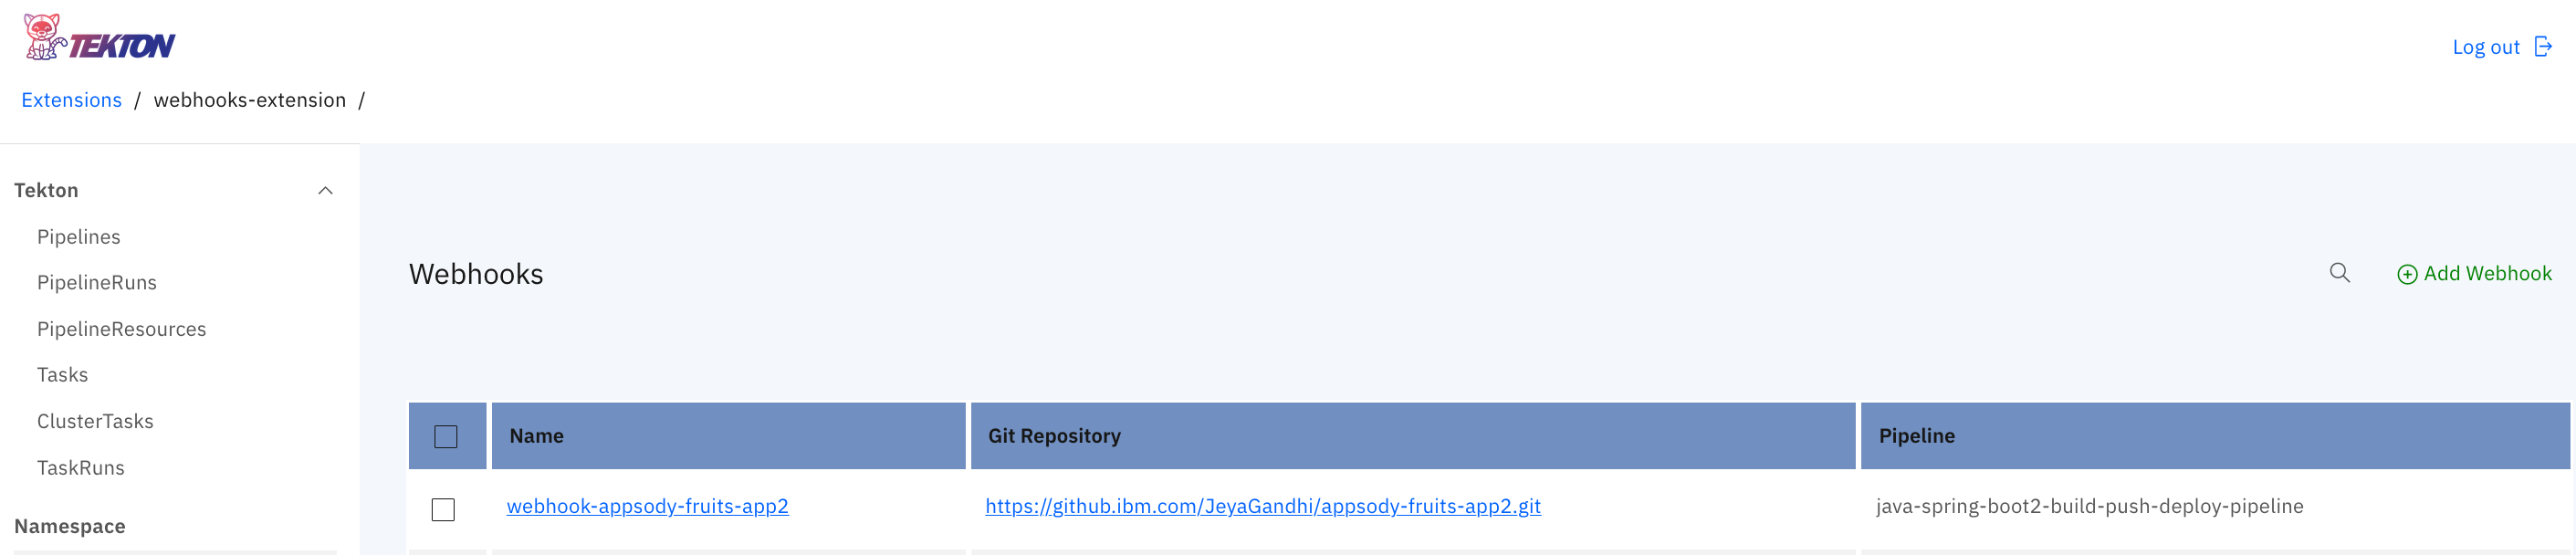 TEKTON
Log out
Extensions / webhooks-extension /
Tekton
Pipelines
PipelineRuns
PipelineResources
Tasks
ClusterTasks
TaskRuns
Namespace
Webhooks
Add Webhook
Name Git Repository Pipeline
webhook-appsody-fruits-app2 https://github.ibm.com/JeyaGandhi/appsody-fruits-app2.git java-spring-boot2-build-push-deploy-pipeline